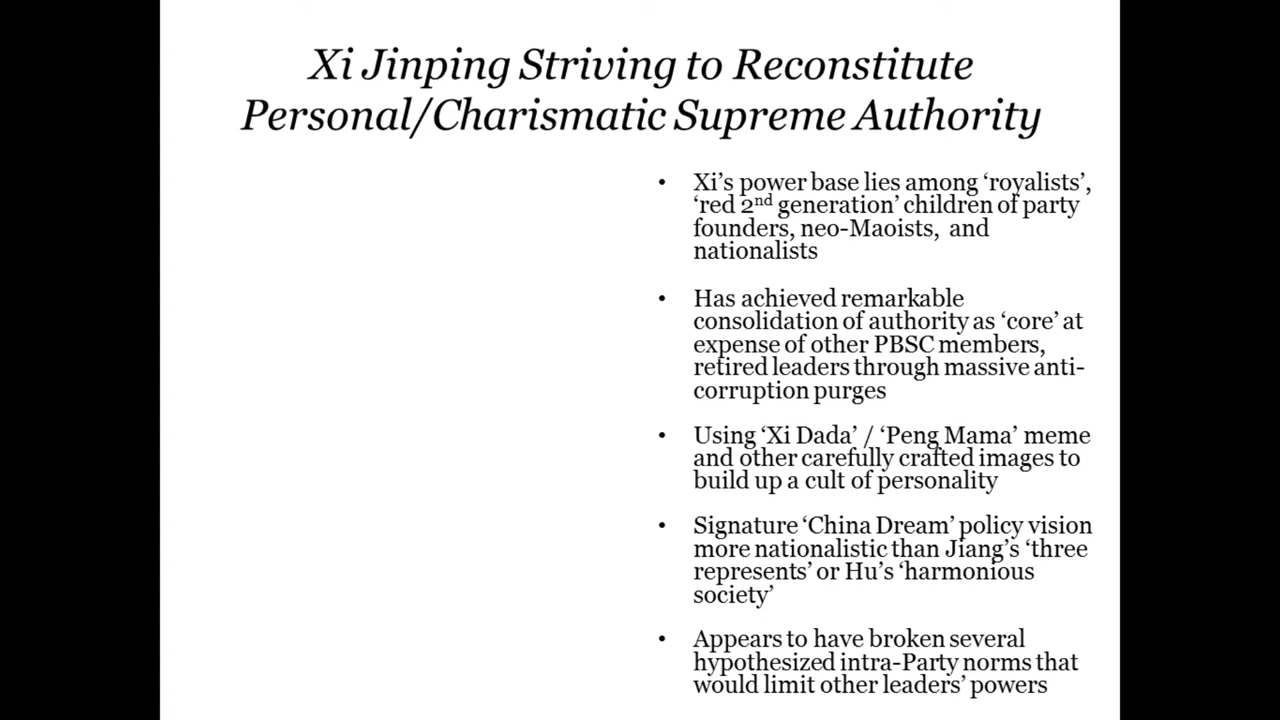 Xi Jinping Striving to Reconstitute
Personal/Charismatic Supreme Authority
• Xi's power base lies among 'royalists',
'red 2nd generation' children of party
founders, neo-Maoists, and
nationalists
• Has achieved remarkable
consolidation of authority as 'core' at
expense of other PBSC members,
retired leaders through massive anti-
corruption purges
• Using 'Xi Dada' / 'Peng Mama' meme
and other carefully crafted images to
build up a cult of personality
• Signature 'China Dream' policy vision
more nationalistic than Jiang's 'three
represents' or Hu's 'harmonious
society'
• Appears to have broken several
hypothesized intra-Party norms that
would limit other leaders' powers